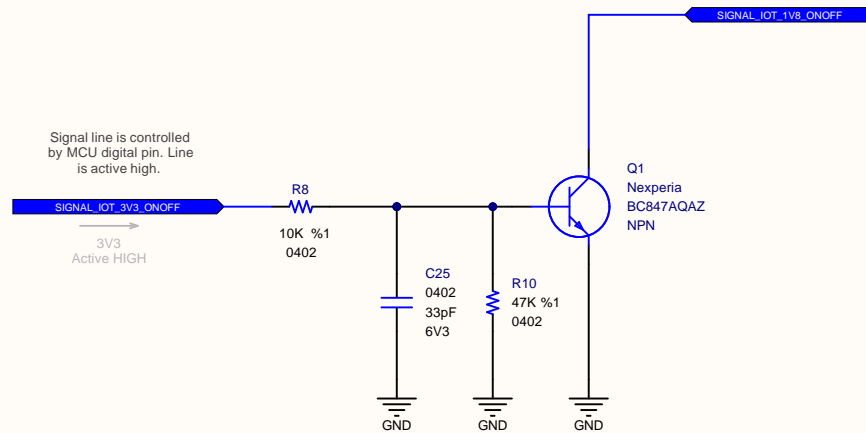 SIGNAL_IOT_1V8_ONOFF
Signal line is controlled
by MCU digital pin. Line
is active high.
SIGNAL_IOT_3V3_ONOFF
3V3
Active HIGH
R8
10K %1
0402
C25
0402
33pF
6V3
R10
47K %1
0402
Q1
Nexperia
BC847AQAZ
NPN
GND
GND
GND